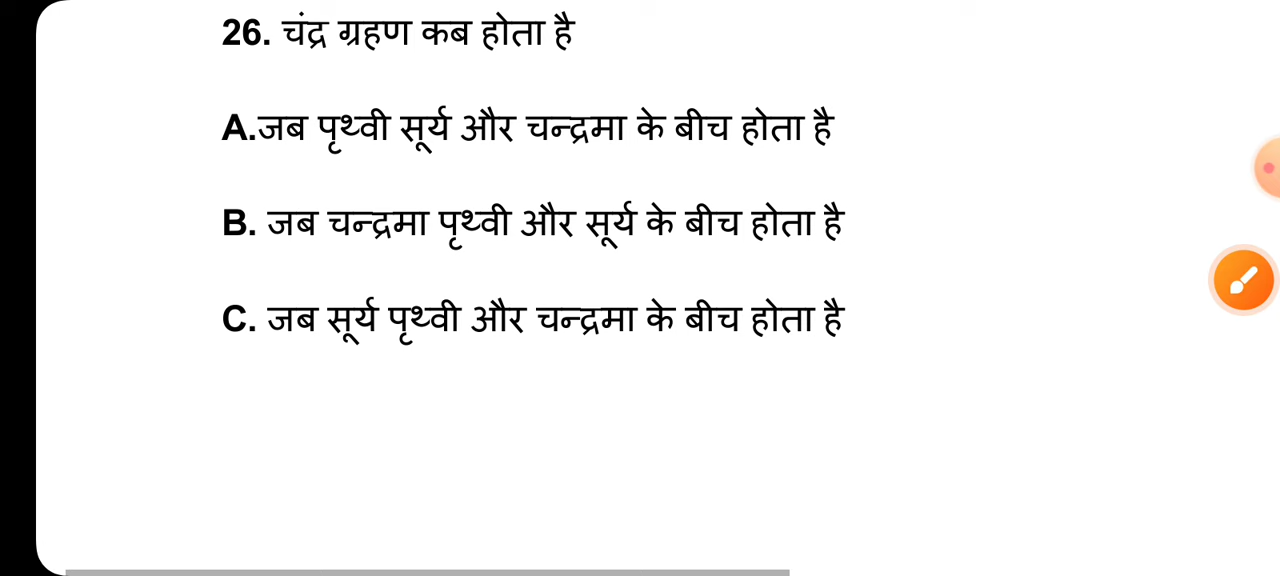 26. चंद्र ग्रहण कब होता है
A.जब पृथ्वी सूर्य और चन्द्रमा के बीच होता है
B. जब चन्द्रमा पृथ्वी और सूर्य के बीच होता है
C. जब सूर्य पृथ्वी और चन्द्रमा के बीच होता है